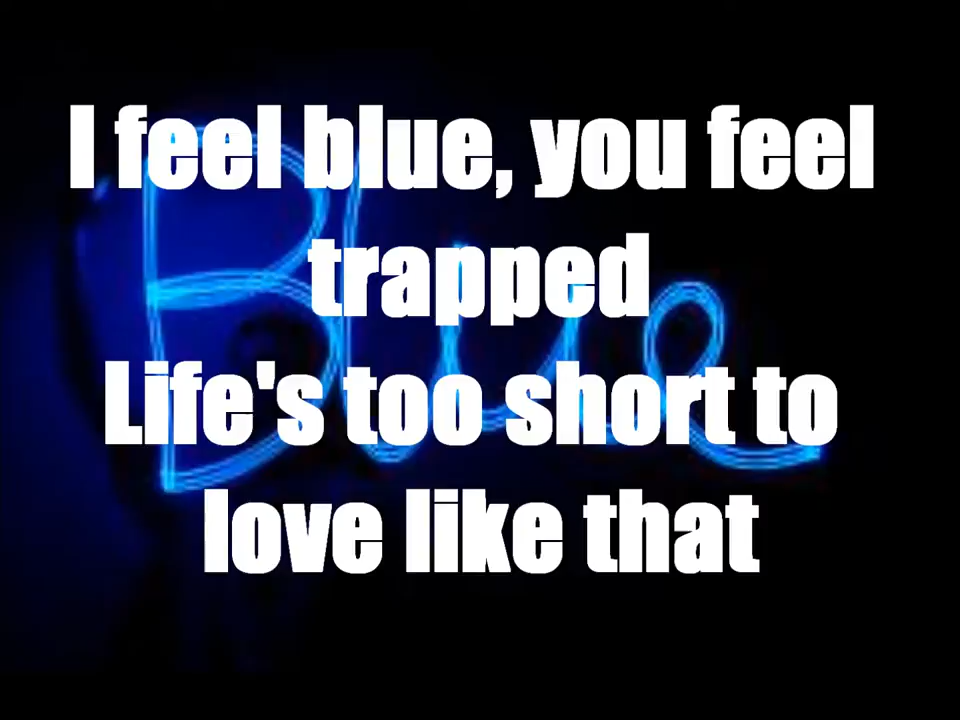 I feel blue, you feel
trapped
Life's too short to
love like that
Blue